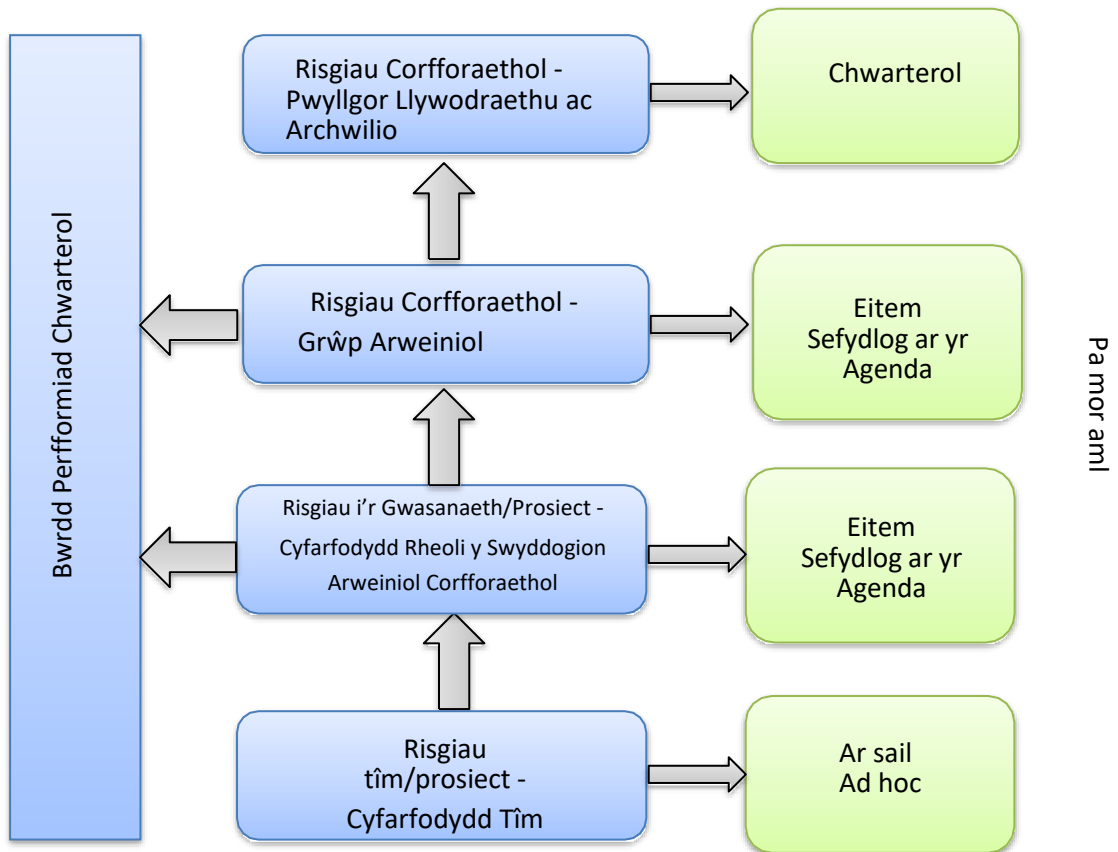 Bwrdd Perfformiad Chwarterol
Risgiau Corfforaethol -
Pwyllgor Llywodraethu ac
Archwilio
Chwarterol
Risgiau Corfforaethol -
Grŵp Arweiniol
Eitem
Sefydlog ar yr
Agenda
Pa mor aml
Risgiau i’r Gwasanaeth/Prosiect -
Cyfarfodydd Rheoli y Swyddogion
Arweiniol Corfforaethol
Eitem
Sefydlog ar yr
Agenda
Risgiau
tîm/prosiect -
Cyfarfodydd Tîm
Ar sail
Ad hoc